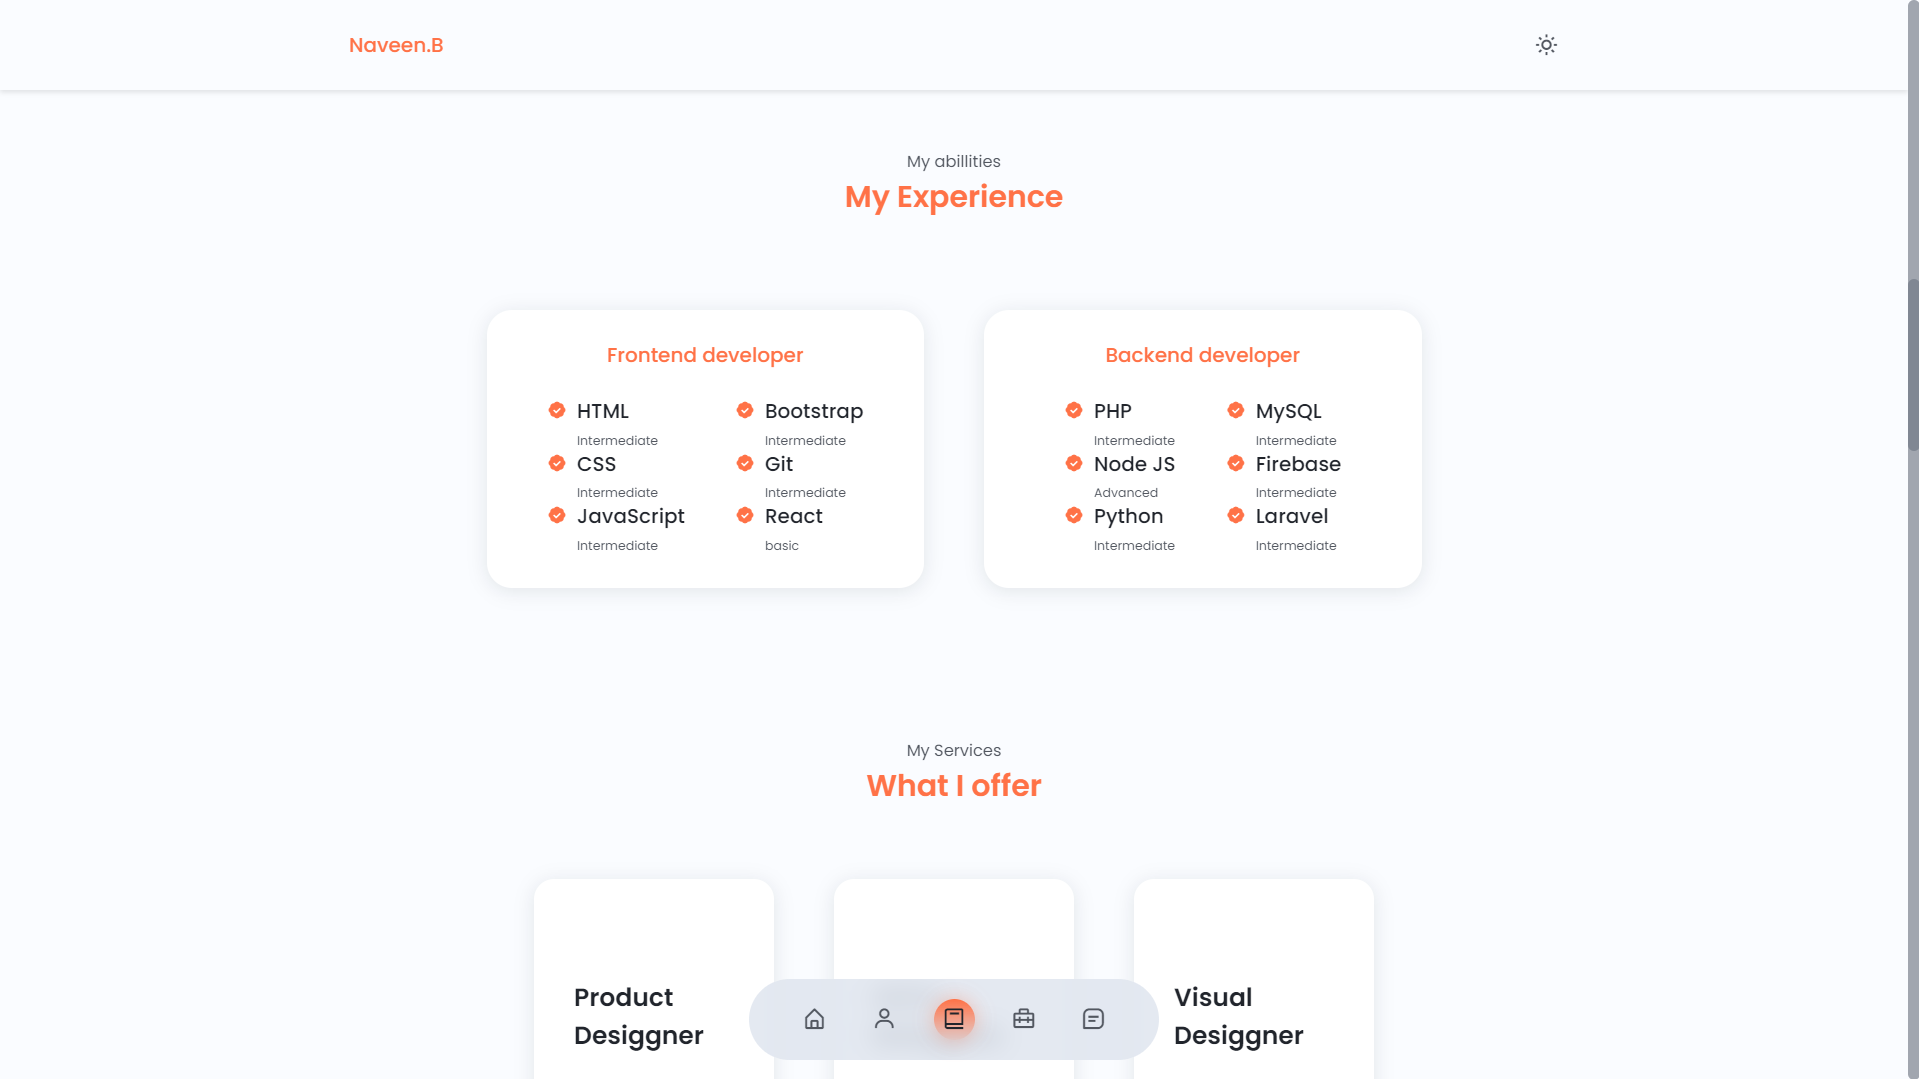 Naveen.B
My abillities
My Experience
Frontend developer
HTML
Intermediate
CSS
Intermediate
JavaScript
Intermediate
Bootstrap
Intermediate
Git
Intermediate
React
basic
Backend developer
PHP
Intermediate
Node JS
Advanced
Python
Intermediate
MySQL
Intermediate
Firebase
Intermediate
Laravel
Intermediate
My Services
What I offer
Product
Desiggner
Visual
Desiggner